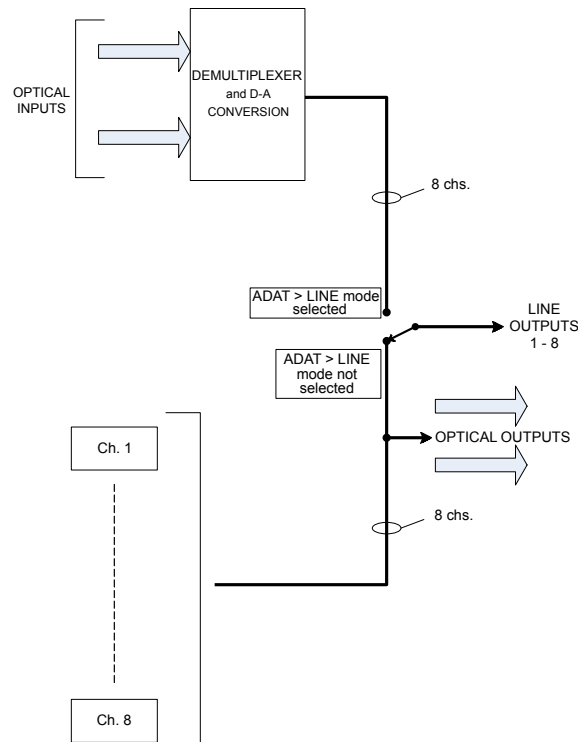 OPTICAL
INPUTS
DEMULTIPLEXER
and D-A
CONVERSION
8 chs.
ADAT > LINE mode
selected
LINE
OUTPUTS
1 - 8
ADAT > LINE
mode not
selected
OPTICAL OUTPUTS
Ch. 1
8 chs.
Ch. 8